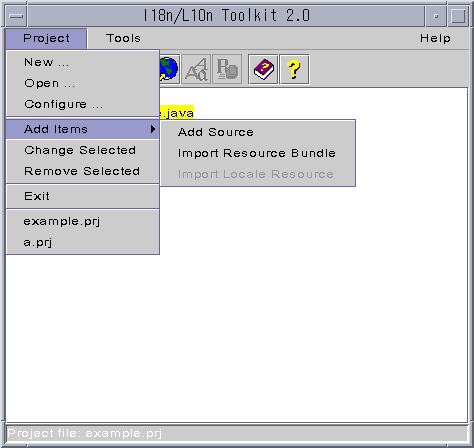 I18n/L10n Toolkit 2.0
Project Tools Help
New ...
Open ...
Configure ...
.java
Add Items
Add Source
Change Selected
Import Resource Bundle
Remove Selected
Import Locale Resource
Exit
example.prj
a.prj
Project file: example.prj